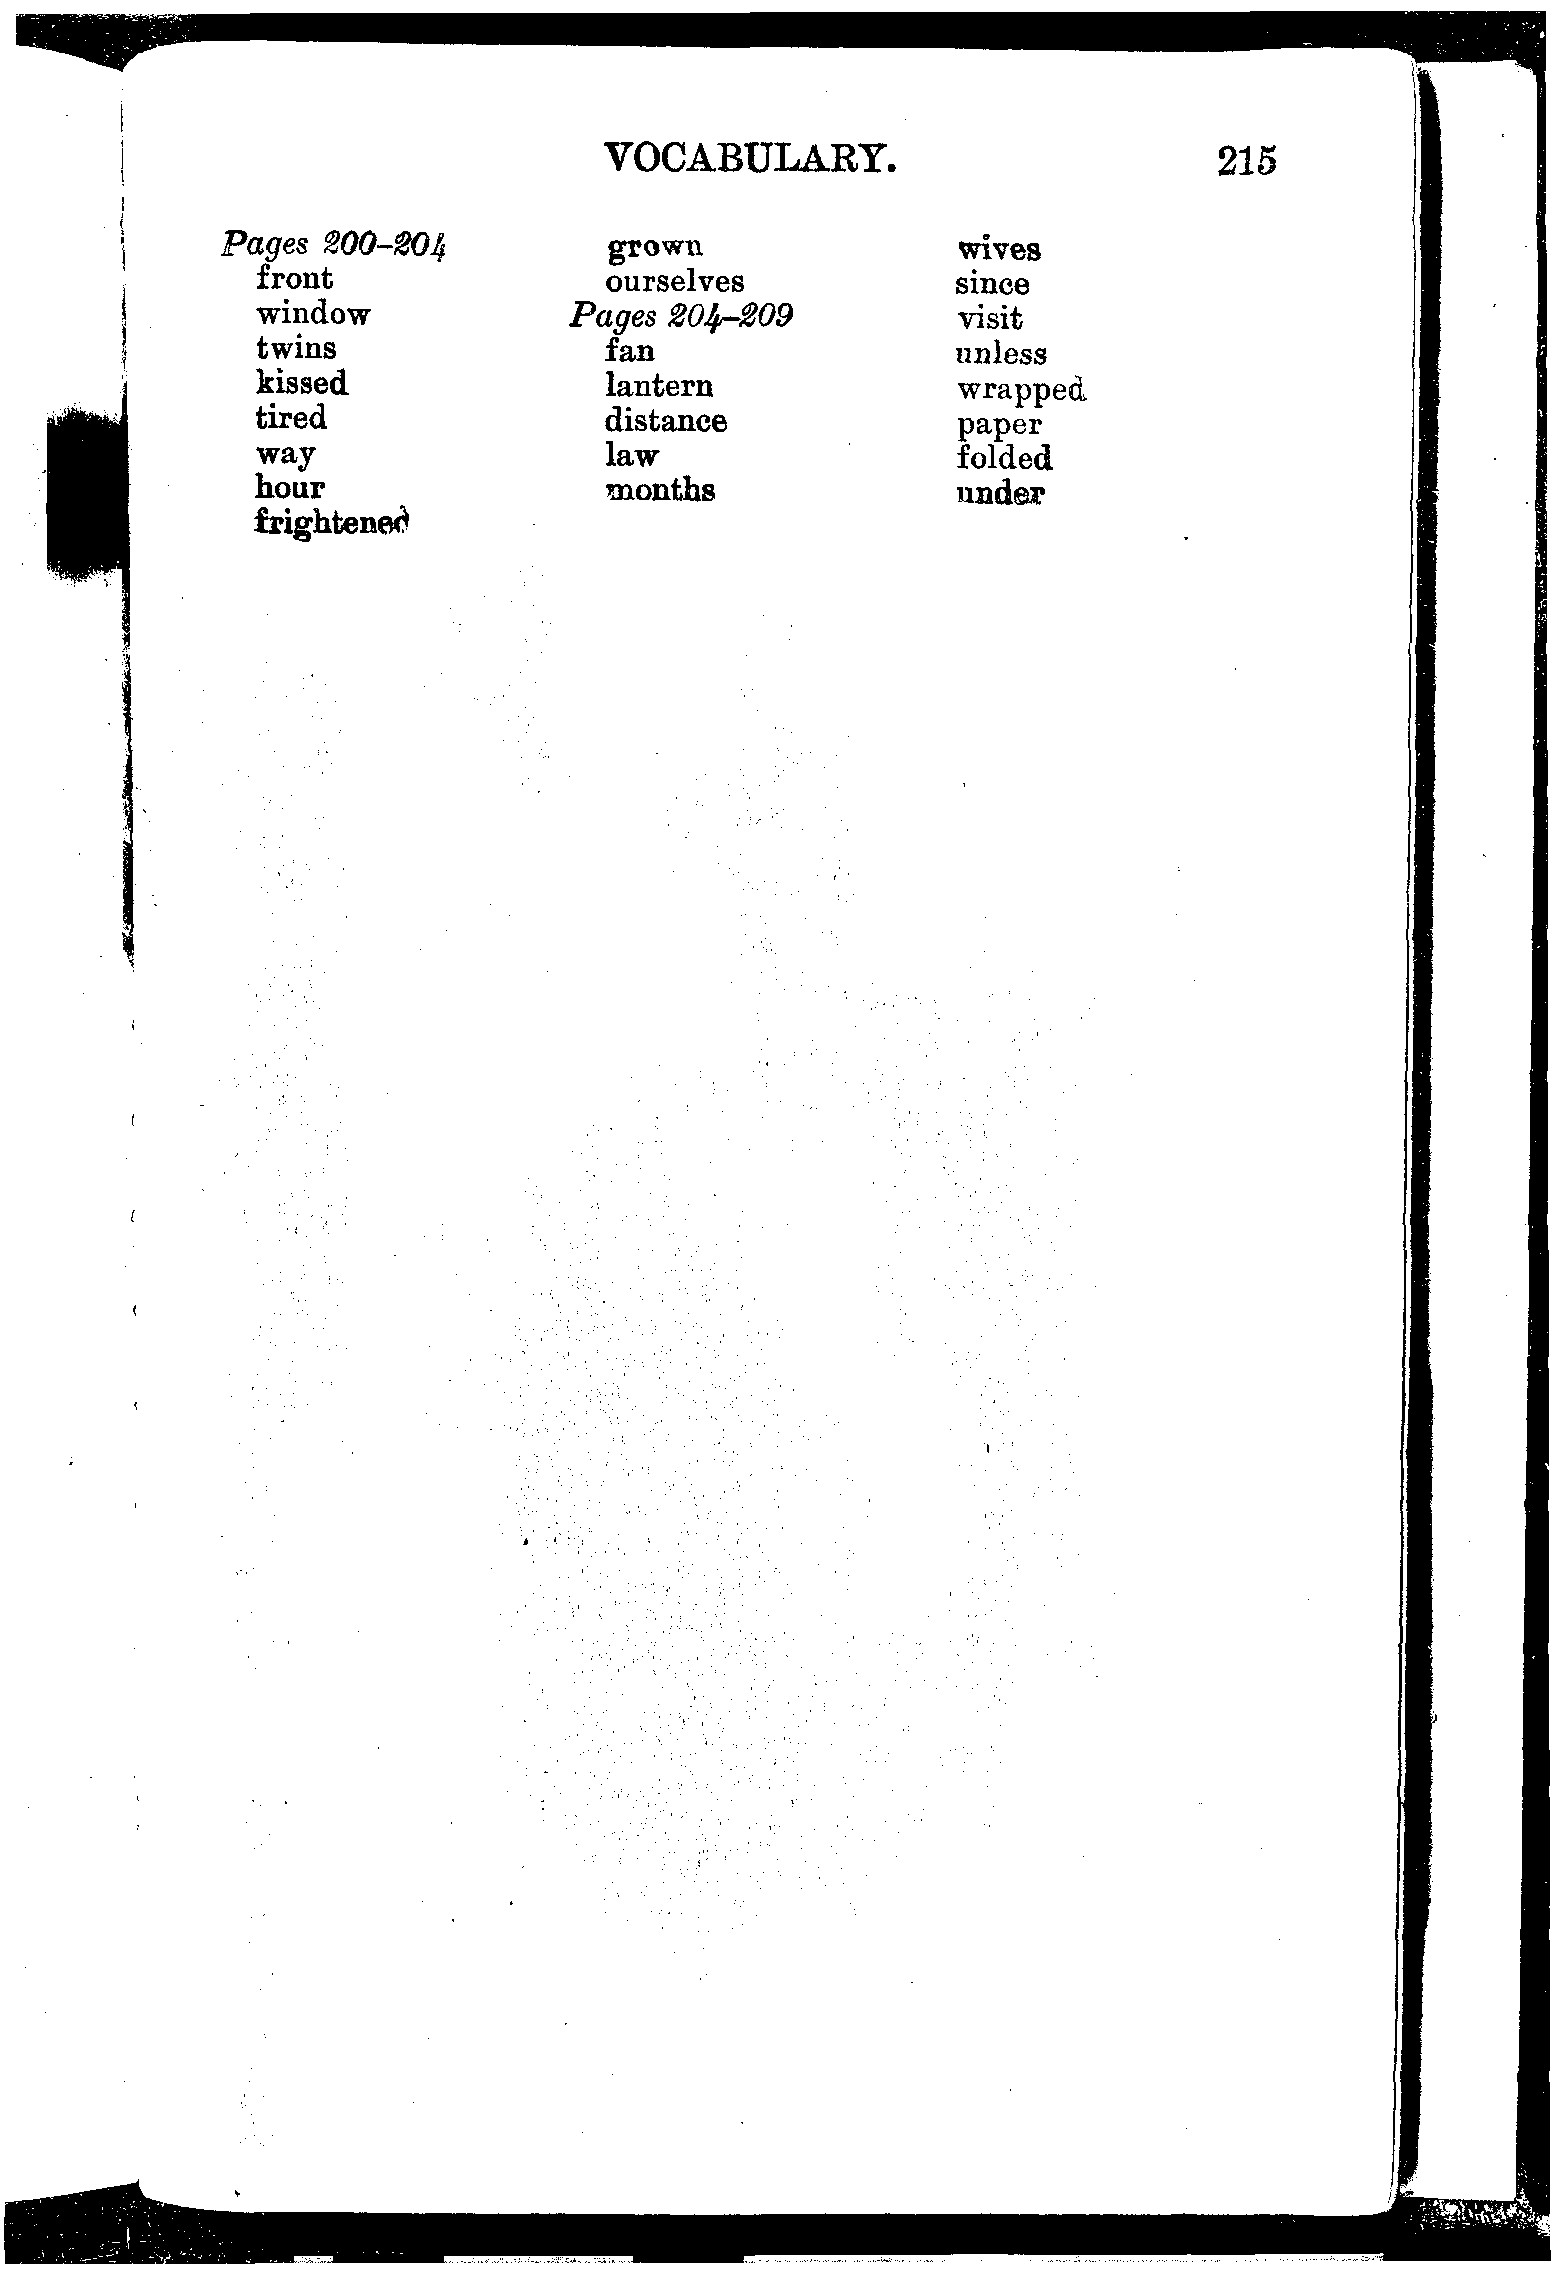 VOCABULARY. 215
Pages 200–204
front
window
twins
kissed
tired
way
hour
frightened
grown
ourselves
Pages 204–209
fan
lantern
distance
law
months
wives
since
visit
unless
wrapped
paper
folded
under